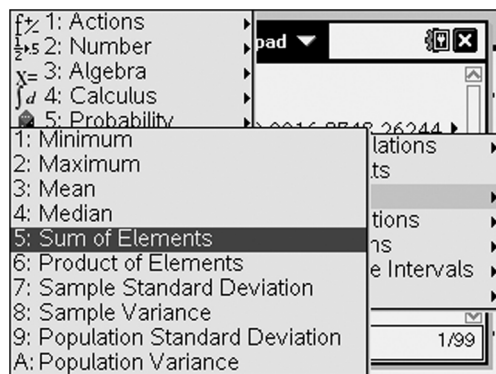 1: Actions
2: Number
3: Algebra
4: Calculus
5: Probability
pad
1: Minimum
2: Maximum
3: Mean
4: Median
5: Sum of Elements
6: Product of Elements
7: Sample Standard Deviation
8: Sample Variance
9: Population Standard Deviation
A: Population Variance
lations
ts
tions
ns
e Intervals
1/99